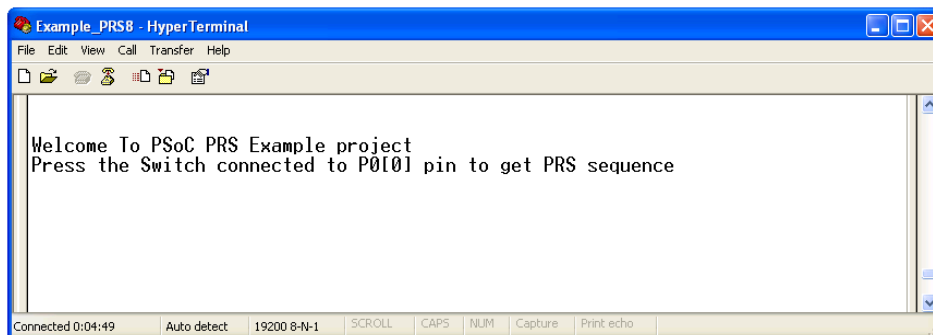 Example_PRS8 - HyperTerminal
File Edit View Call Transfer Help
Welcome To PSoC PRS Example project
Press the Switch connected to P0[0] pin to get PRS sequence
Connected 0:04:49 Auto detect 19200 8-N-1 SCROLL CAPS NUM Capture Print echo